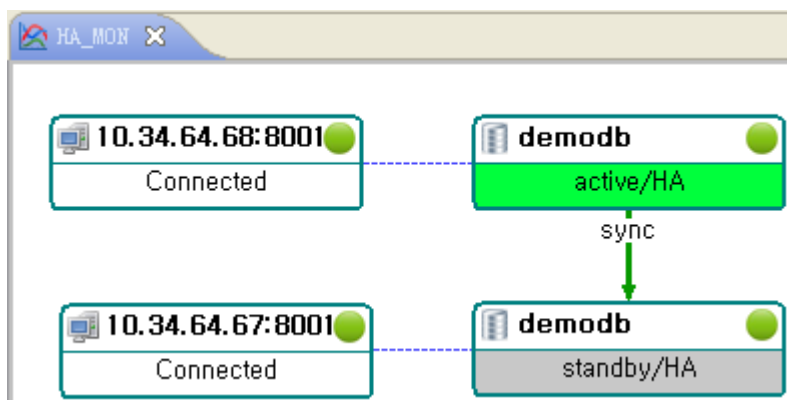 HA_MON
10.34.64.68:8001
demodb
Connected
active/HA
sync
10.34.64.67:8001
demodb
Connected
standby/HA